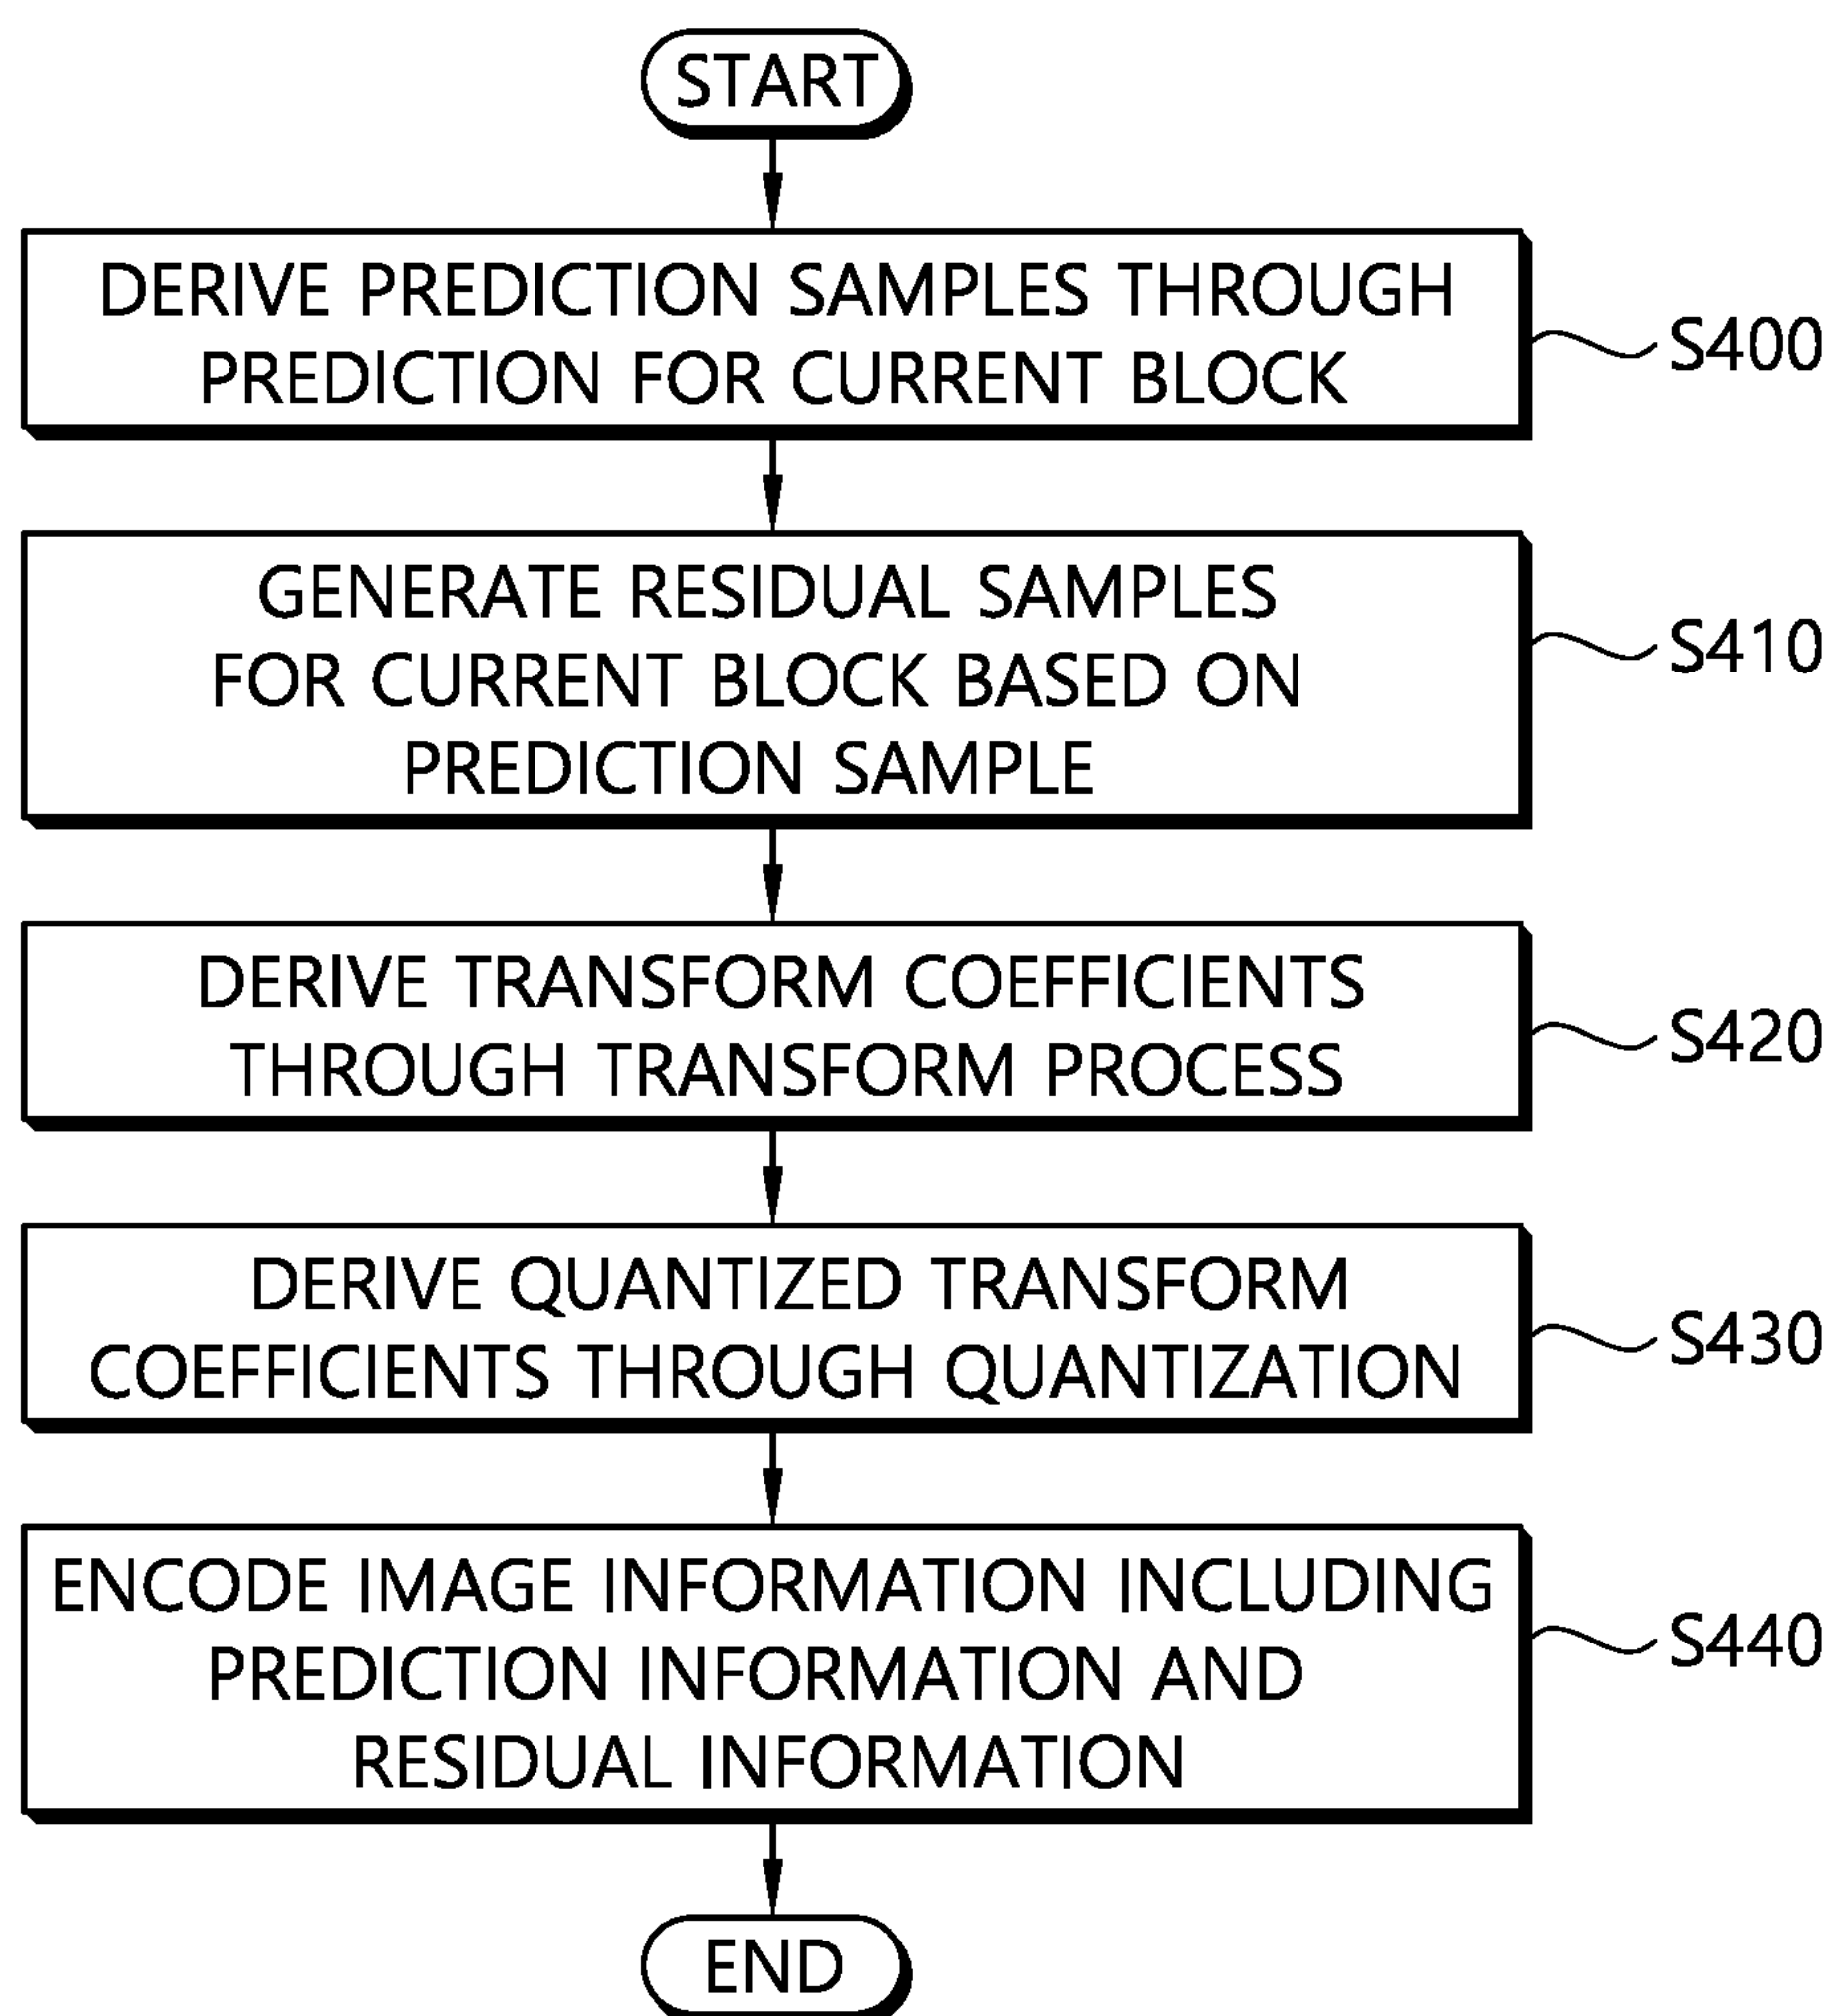 START
DERIVE PREDICTION SAMPLES THROUGH
PREDICTION FOR CURRENT BLOCK
S400
GENERATE RESIDUAL SAMPLES
FOR CURRENT BLOCK BASED ON
PREDICTION SAMPLE
S410
DERIVE TRANSFORM COEFFICIENTS
THROUGH TRANSFORM PROCESS
S420
DERIVE QUANTIZED TRANSFORM
COEFFICIENTS THROUGH QUANTIZATION
S430
ENCODE IMAGE INFORMATION INCLUDING
PREDICTION INFORMATION AND
RESIDUAL INFORMATION
S440
END